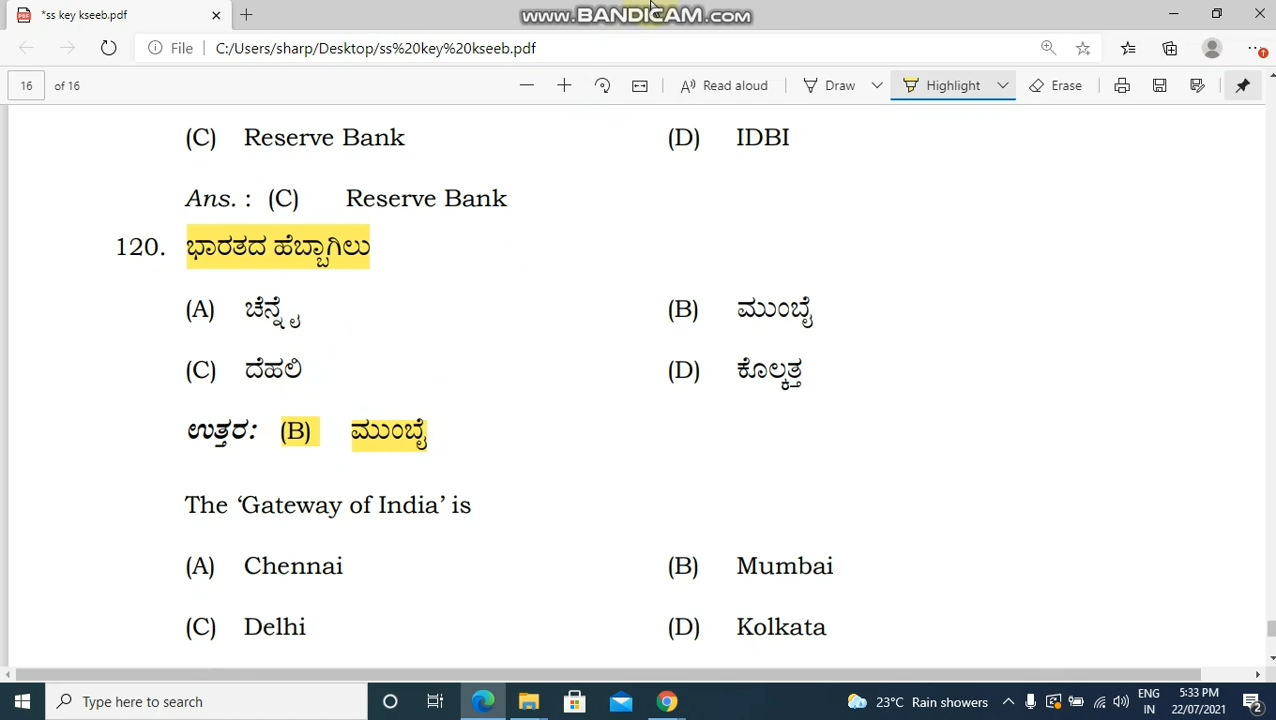 *ss key kseeb.pdf
www.BANDICAM.com
File C:/Users/sharp/Desktop/ss%20key%20kseeb.pdf
16 of 16 Read aloud Draw Highlight Erase
(C) Reserve Bank (D) IDBI
Ans. : (C) Reserve Bank
120. ಭಾರತದ ಹೆಬ್ಬಾಗಿಲು
(A) ಚೆನ್ನೈ (B) ಮುಂಬೈ
(C) ದೆಹಲಿ (D) ಕೊಲ್ಕತ್ತ
ಉತ್ತರ: (B) ಮುಂಬೈ
The ‘Gateway of India’ is
(A) Chennai (B) Mumbai
(C) Delhi (D) Kolkata
Type here to search 23°C Rain showers ENG IN 5:33 PM 22/07/2021 2